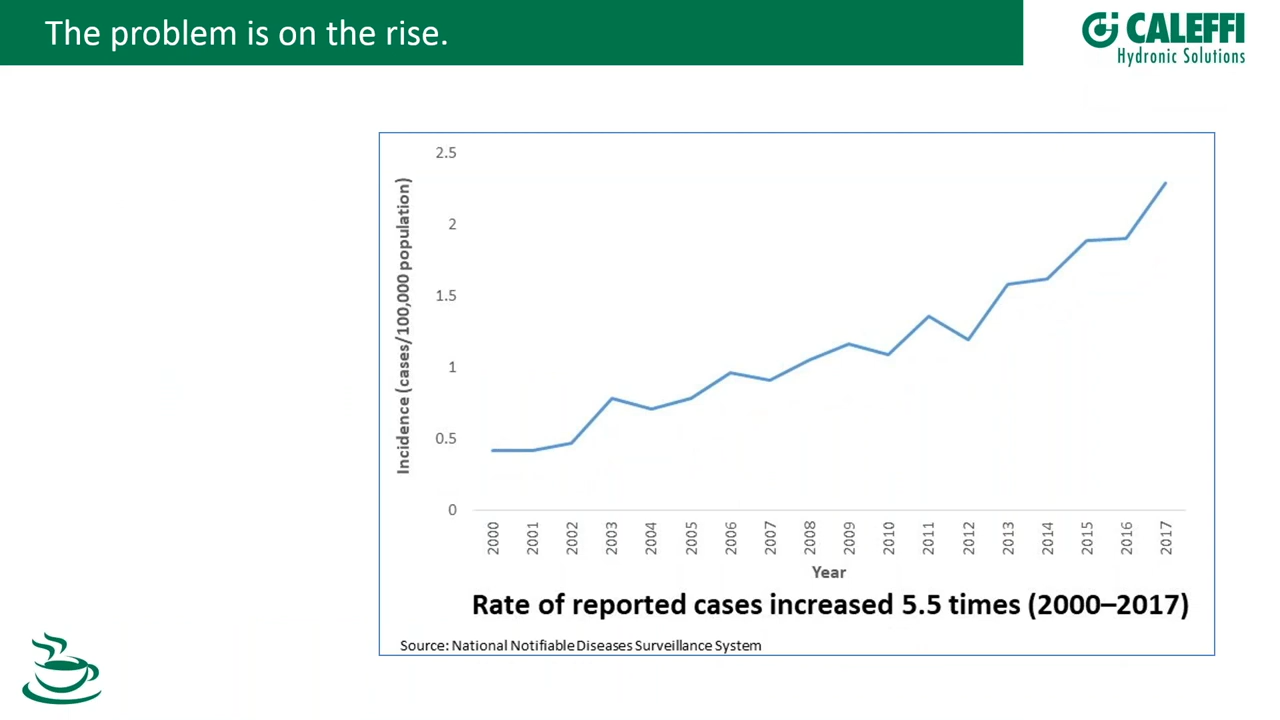 The problem is on the rise.
CALEFFI
Hydronic Solutions
2.5
2
1.5
1
0.5
0
Incidence (cases/100,000 population)
2000 2001 2002 2003 2004 2005 2006 2007 2008 2009 2010 2011 2012 2013 2014 2015 2016 2017
Year
Rate of reported cases increased 5.5 times (2000–2017)
Source: National Notifiable Diseases Surveillance System